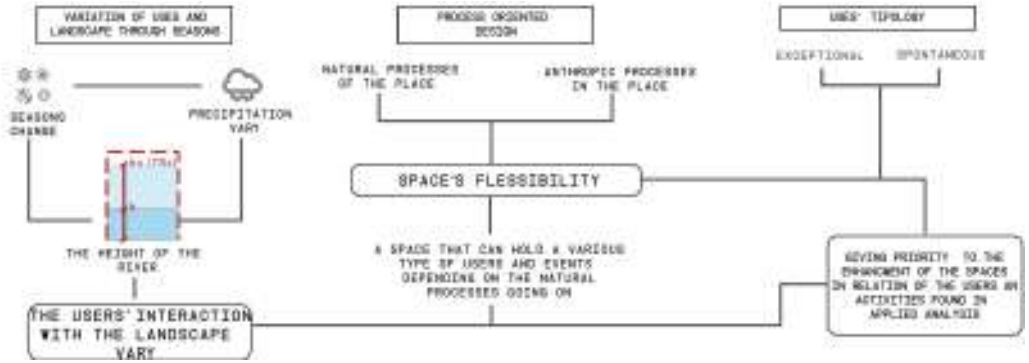 VARIATION OF USES AND
LANDSCAPE THROUGH SEASONS
PROCESS ORIENTED
DESIGN
USES' TIPOLOGY
EXCEPTIONAL
SPONTANEOUS
NATURAL PROCESSES
OF THE PLACE
ANTHROPIC PROCESSES
IN THE PLACE
SEASONS
CHANGE
PRECIPITATION
VARY
SPACE'S FLESSIBILITY
THE HEIGHT OF THE
RIVER
A SPACE THAT CAN HOLD A VARIOUS
TYPE OF USERS AND EVENTS
DEPENDING ON THE NATURAL
PROCESSES GOING ON
GIVING PRIORITY TO THE
ENHANCMENT OF THE SPACES
IN RELATION OF THE USERS AN
ACTIVITIES FOUND IN
APPLIED ANALYSIS
THE USERS' INTERACTION
WITH THE LANDSCAPE
VARY